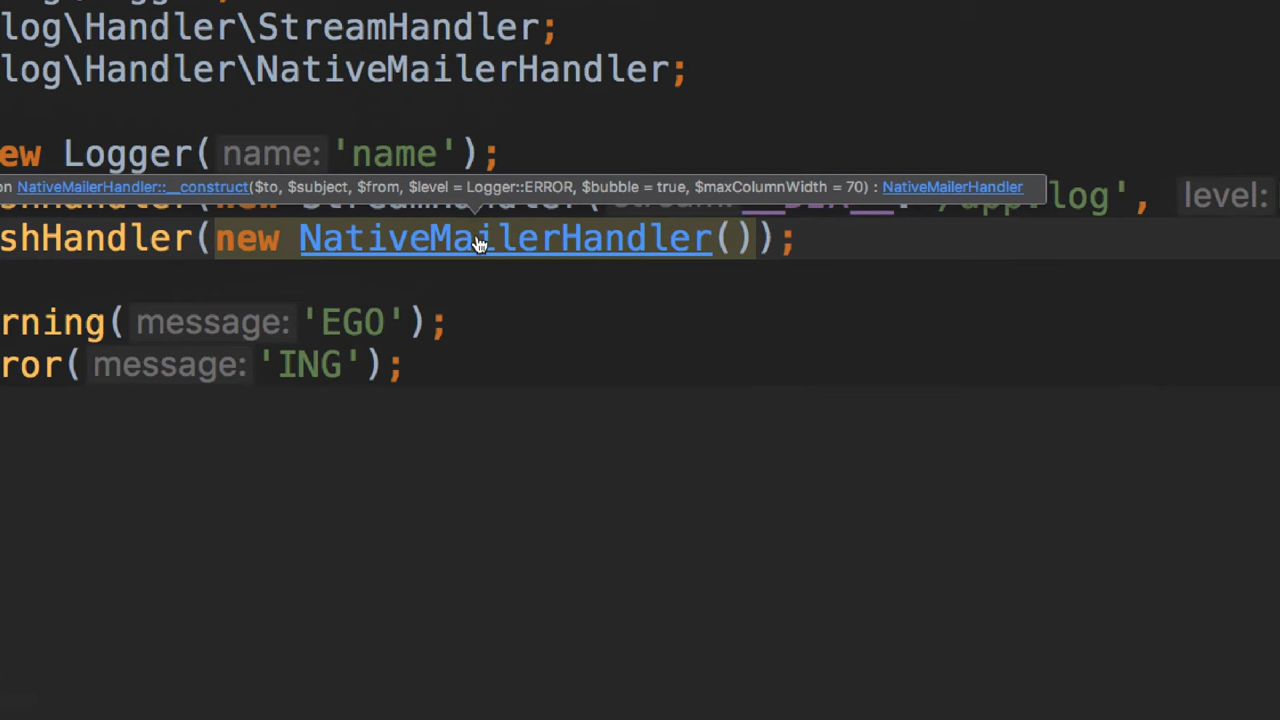 log\Handler\StreamHandler;
log\Handler\NativeMailerHandler;
ew Logger( name: 'name');
on NativeMailerHandler::__construct($to, $subject, $from, $level = Logger::ERROR, $bubble = true, $maxColumnWidth = 70) : NativeMailerHandler
log', level:
shHandler(new NativeMailerHandler());
rning( message: 'EGO');
ror( message: 'ING');